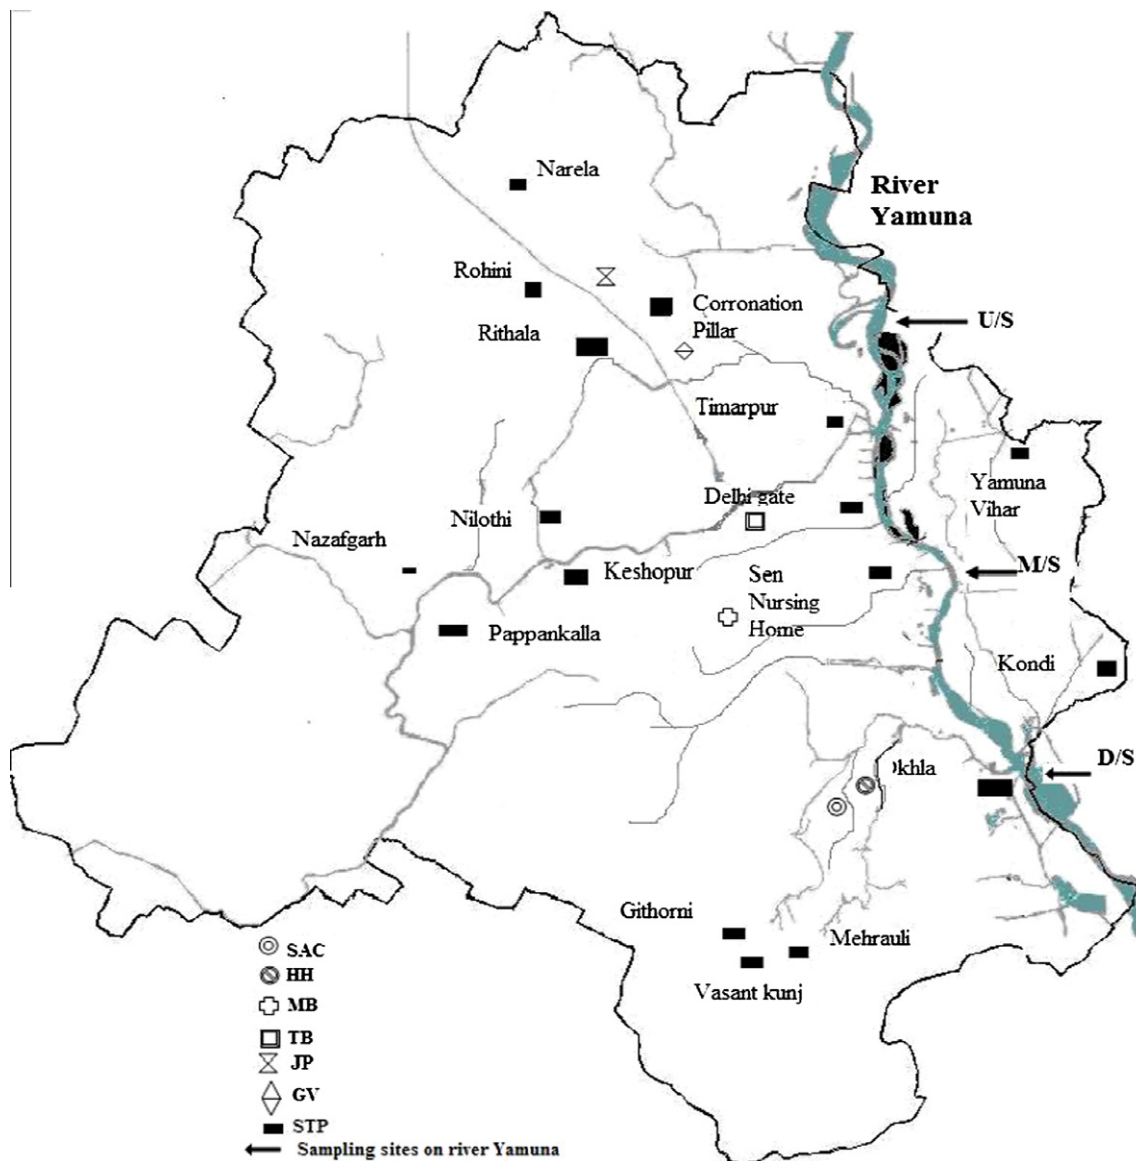 Narela
River
Yamuna
Rohini
Corronation
Pillar
U/S
Rithala
Timarpur
Yamuna
Vihar
Delhi gate
Nilothi
Nazafgarh
Keshopur
Sen
Nursing
Home
M/S
Pappankalla
Kondi
D/S
khla
Githorni
Mehrauli
Vasant kunj
SAC
HH
MB
TB
JP
GV
STP
Sampling sites on river Yamuna